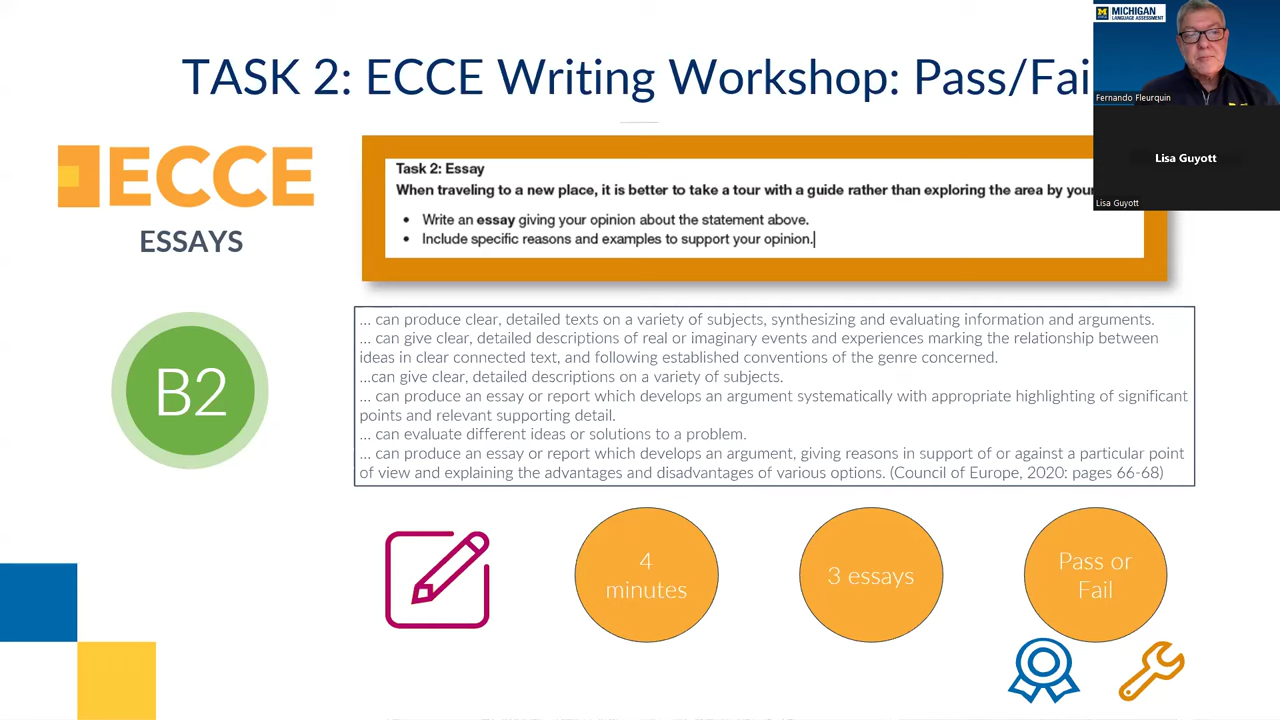 TASK 2: ECCE Writing Workshop: Pass/Fai
MICHIGAN
LANGUAGE ASSESSMENT
Fernando Fleurquin
Lisa Guyott
Lisa Guyott
ECCE
ESSAYS
Task 2: Essay
When traveling to a new place, it is better to take a tour with a guide rather than exploring the area by your
• Write an essay giving your opinion about the statement above.
• Include specific reasons and examples to support your opinion.
B2
... can produce clear, detailed texts on a variety of subjects, synthesizing and evaluating information and arguments.
... can give clear, detailed descriptions of real or imaginary events and experiences marking the relationship between
ideas in clear connected text, and following established conventions of the genre concerned.
...can give clear, detailed descriptions on a variety of subjects.
... can produce an essay or report which develops an argument systematically with appropriate highlighting of significant
points and relevant supporting detail.
... can evaluate different ideas or solutions to a problem.
... can produce an essay or report which develops an argument, giving reasons in support of or against a particular point
of view and explaining the advantages and disadvantages of various options. (Council of Europe, 2020: pages 66-68)
4
minutes
3 essays
Pass or
Fail